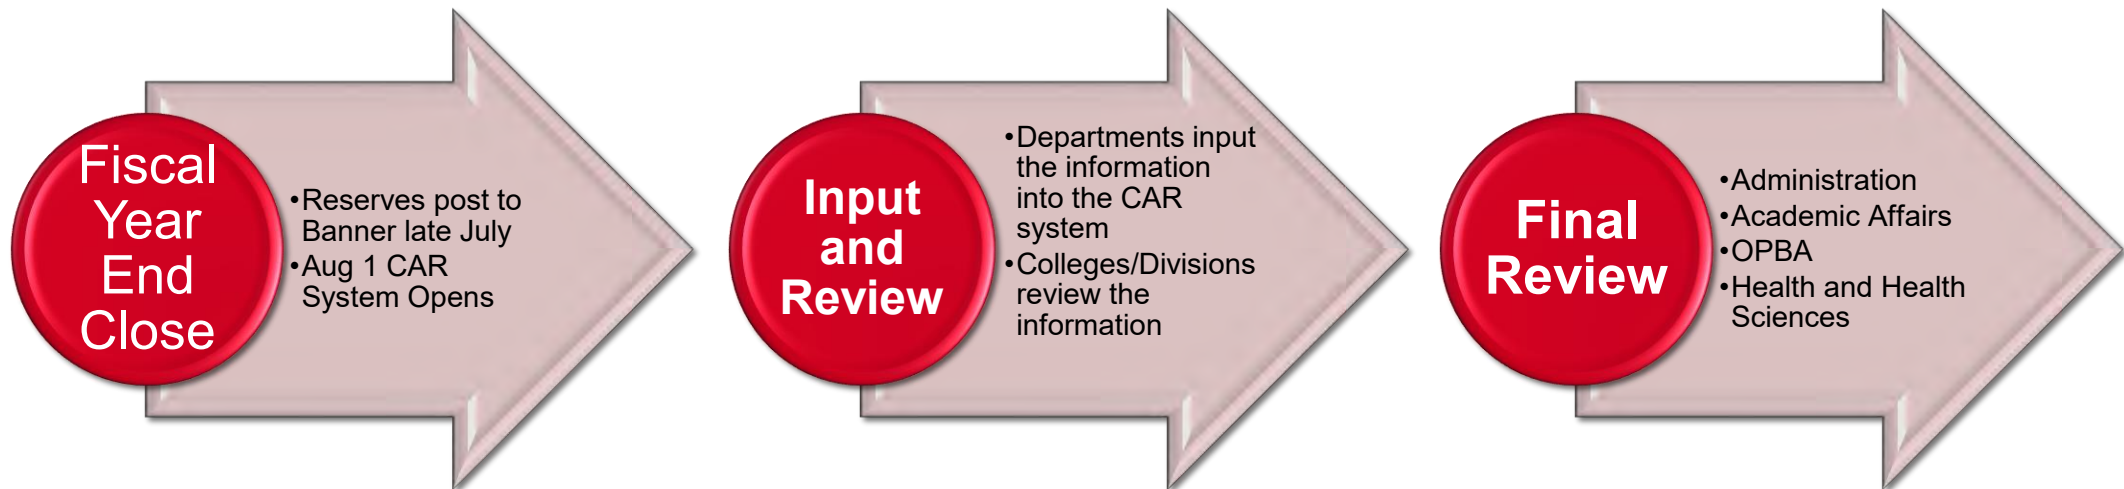 Fiscal
Year
End
Close
•Reserves post to
Banner late July
•Aug 1 CAR
System Opens
Input
and
Review
•Departments input
the information
into the CAR
system
•Colleges/Divisions
review the
information
Final
Review
•Administration
•Academic Affairs
•OPBA
•Health and Health
Sciences